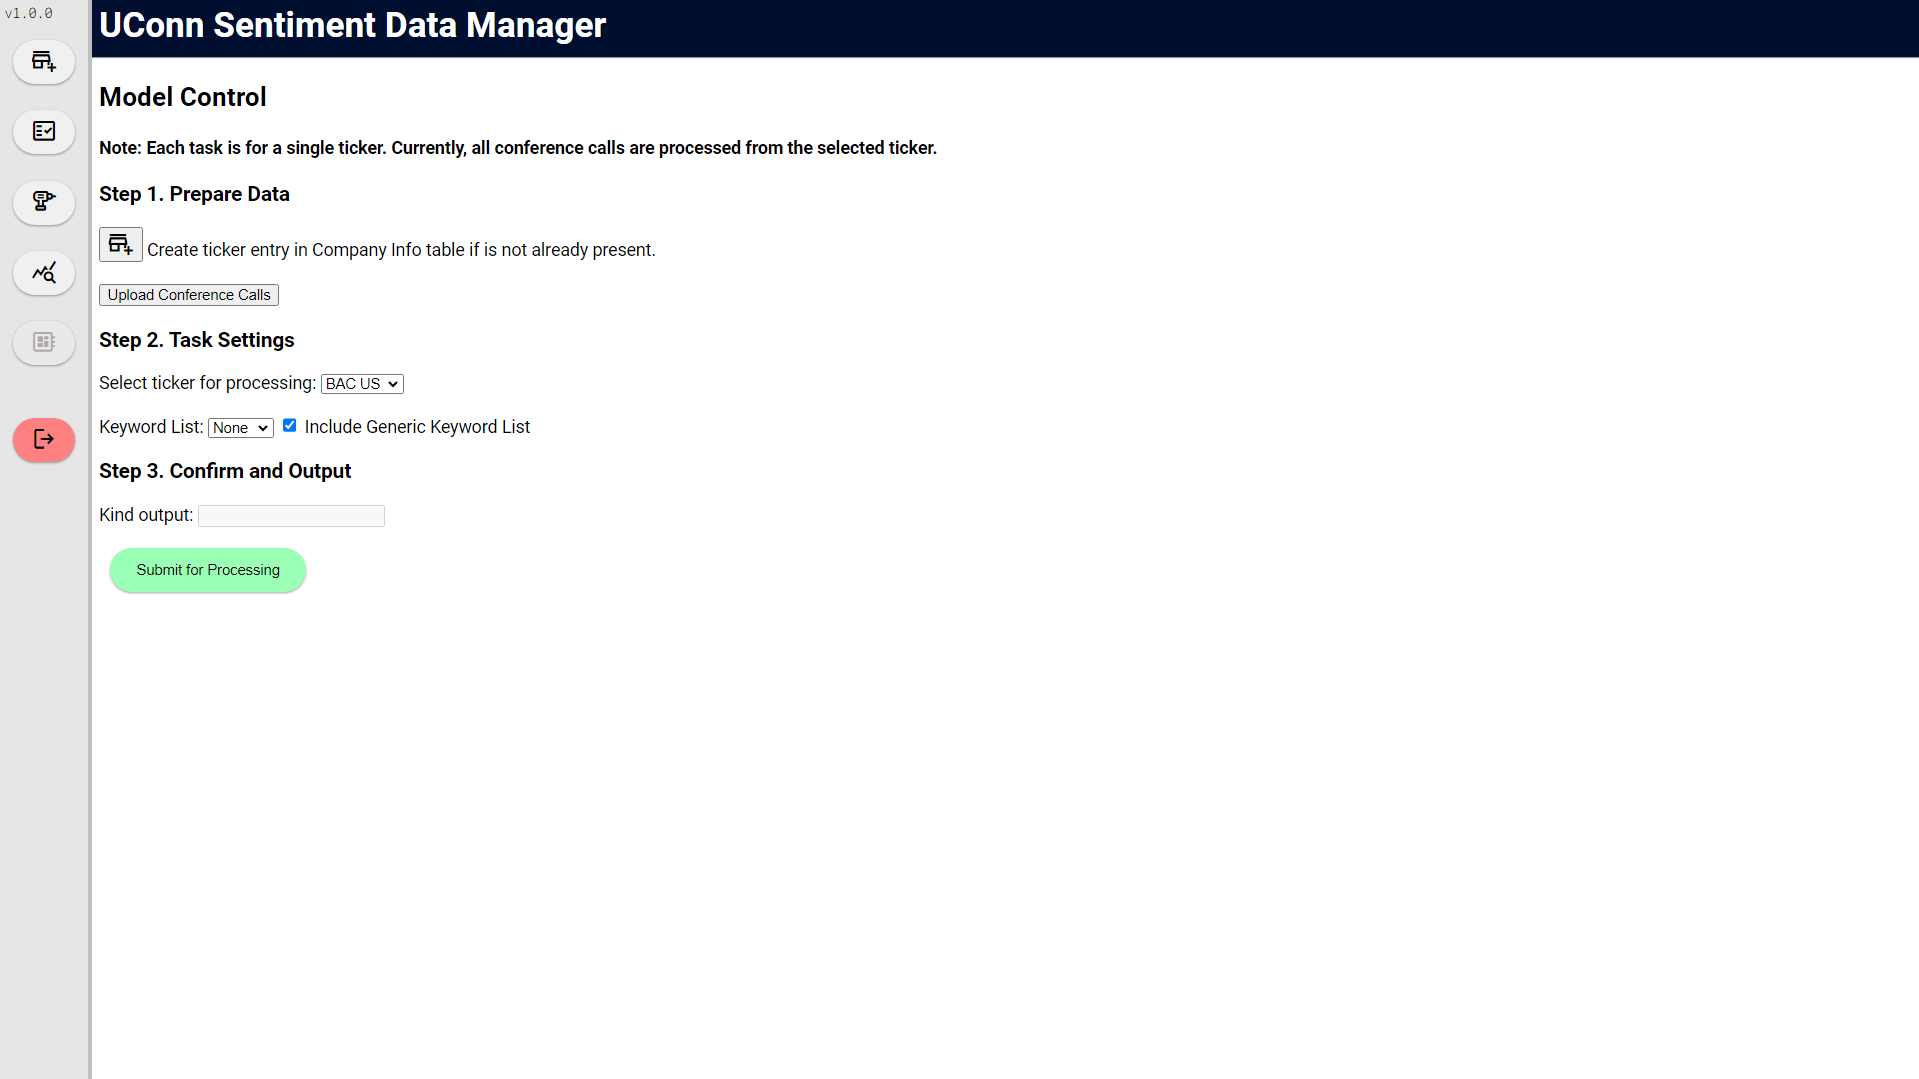 v1.0.0
UConn Sentiment Data Manager
Model Control
Note: Each task is for a single ticker. Currently, all conference calls are processed from the selected ticker.
Step 1. Prepare Data
Create ticker entry in Company Info table if is not already present.
Upload Conference Calls
Step 2. Task Settings
Select ticker for processing: BAC US
Keyword List: None Include Generic Keyword List
Step 3. Confirm and Output
Kind output:
Submit for Processing